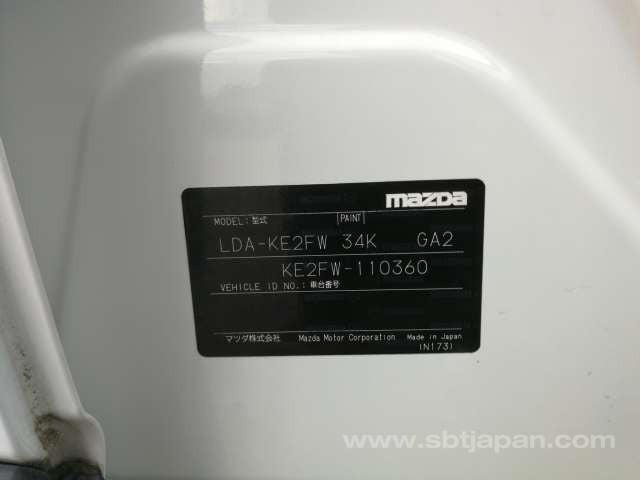 mazda
MODEL:型式 [PAINT]
LDA-KE2FW 34K GA2
KE2FW-110360
VEHICLE ID NO.:車台番号
マツダ株式会社 Mazda Motor Corporation Made in Japan
(N173)
www.sbtjapan.com